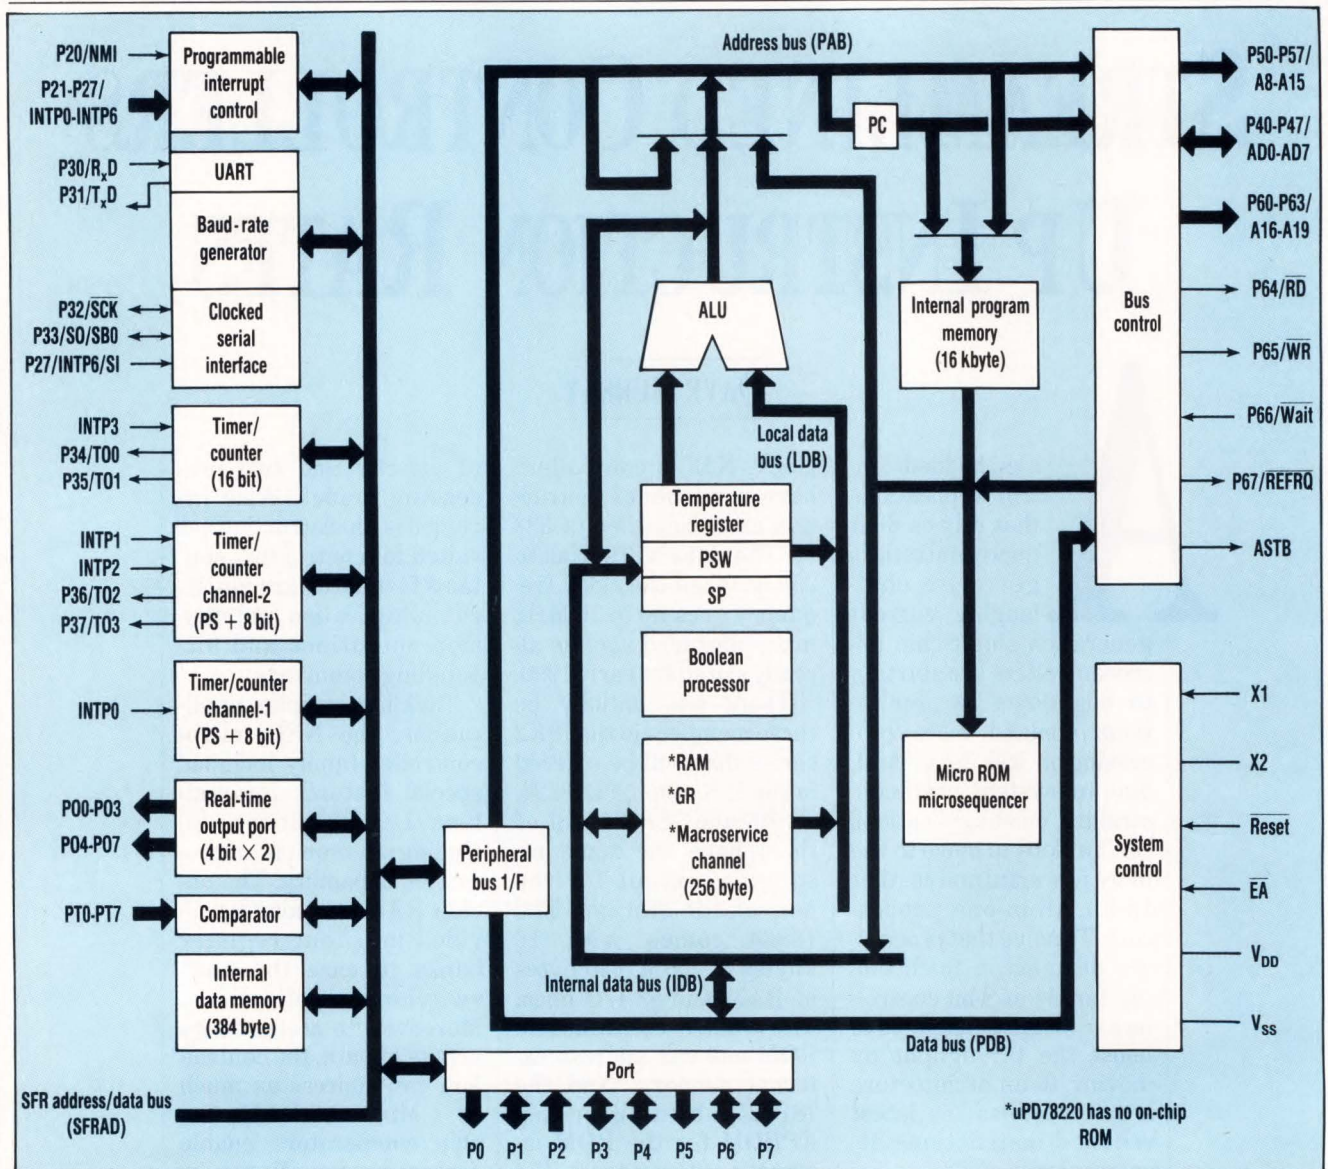 Address bus (PAB)
P20/NMI
P21-P27/
INTP0-INTP6
Programmable
interrupt
control
P30/RxD
P31/TxD
UART
Baud-rate
generator
P32/S̅C̅K̅
P33/SO/SB0
P27/INTP6/SI
Clocked
serial
interface
INTP3
P34/TO0
P35/TO1
Timer/
counter
(16 bit)
INTP1
INTP2
P36/TO2
P37/TO3
Timer/
counter
channel-2
(PS + 8 bit)
INTP0
Timer/counter
channel-1
(PS + 8 bit)
P00-P03
P04-P07
Real-time
output port
(4 bit × 2)
PT0-PT7
Comparator
Internal
data memory
(384 byte)
SFR address/data bus
(SFRAD)
Peripheral
bus 1/F
PC
ALU
Local data
bus (LDB)
Temperature
register
PSW
SP
Boolean
processor
*RAM
*GR
*Macroservice
channel
(256 byte)
Internal data bus (IDB)
Data bus (PDB)
Port
P0 P1 P2 P3 P4 P5 P6 P7
Internal program
memory
(16 kbyte)
Micro ROM
microsequencer
Bus
control
P50-P57/
A8-A15
P40-P47/
AD0-AD7
P60-P63/
A16-A19
P64/R̅D̅
P65/W̅R̅
P66/W̅a̅i̅t̅
P67/R̅E̅F̅R̅Q̅
ASTB
System
control
X1
X2
R̅e̅s̅e̅t̅
E̅A̅
VDD
VSS
*uPD78220 has no on-chip
ROM